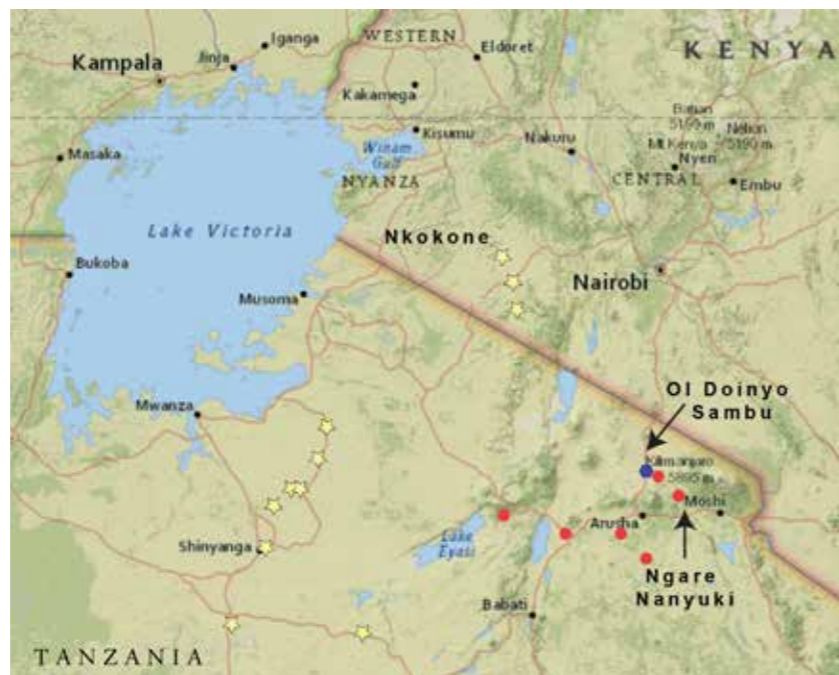 Iganga
WESTERN
Eldoret
KENYA
Jinja
Kampala
Kakamega
Batian
5199 m
Nelion
5190 m
Kisumu
Nakuru
Mt Kenya
Nyeri
Masaka
Winam
Gulf
NYANZA
CENTRAL
Embu
Lake Victoria
Nkokone
Bukoba
Nairobi
Musoma
Ol Doinyo
Sambu
Mwanza
Kilimanjaro
5895 m
Moshi
Arusha
Shinyanga
Lake
Eyasi
Ngare
Nanyuki
Babati
TANZANIA